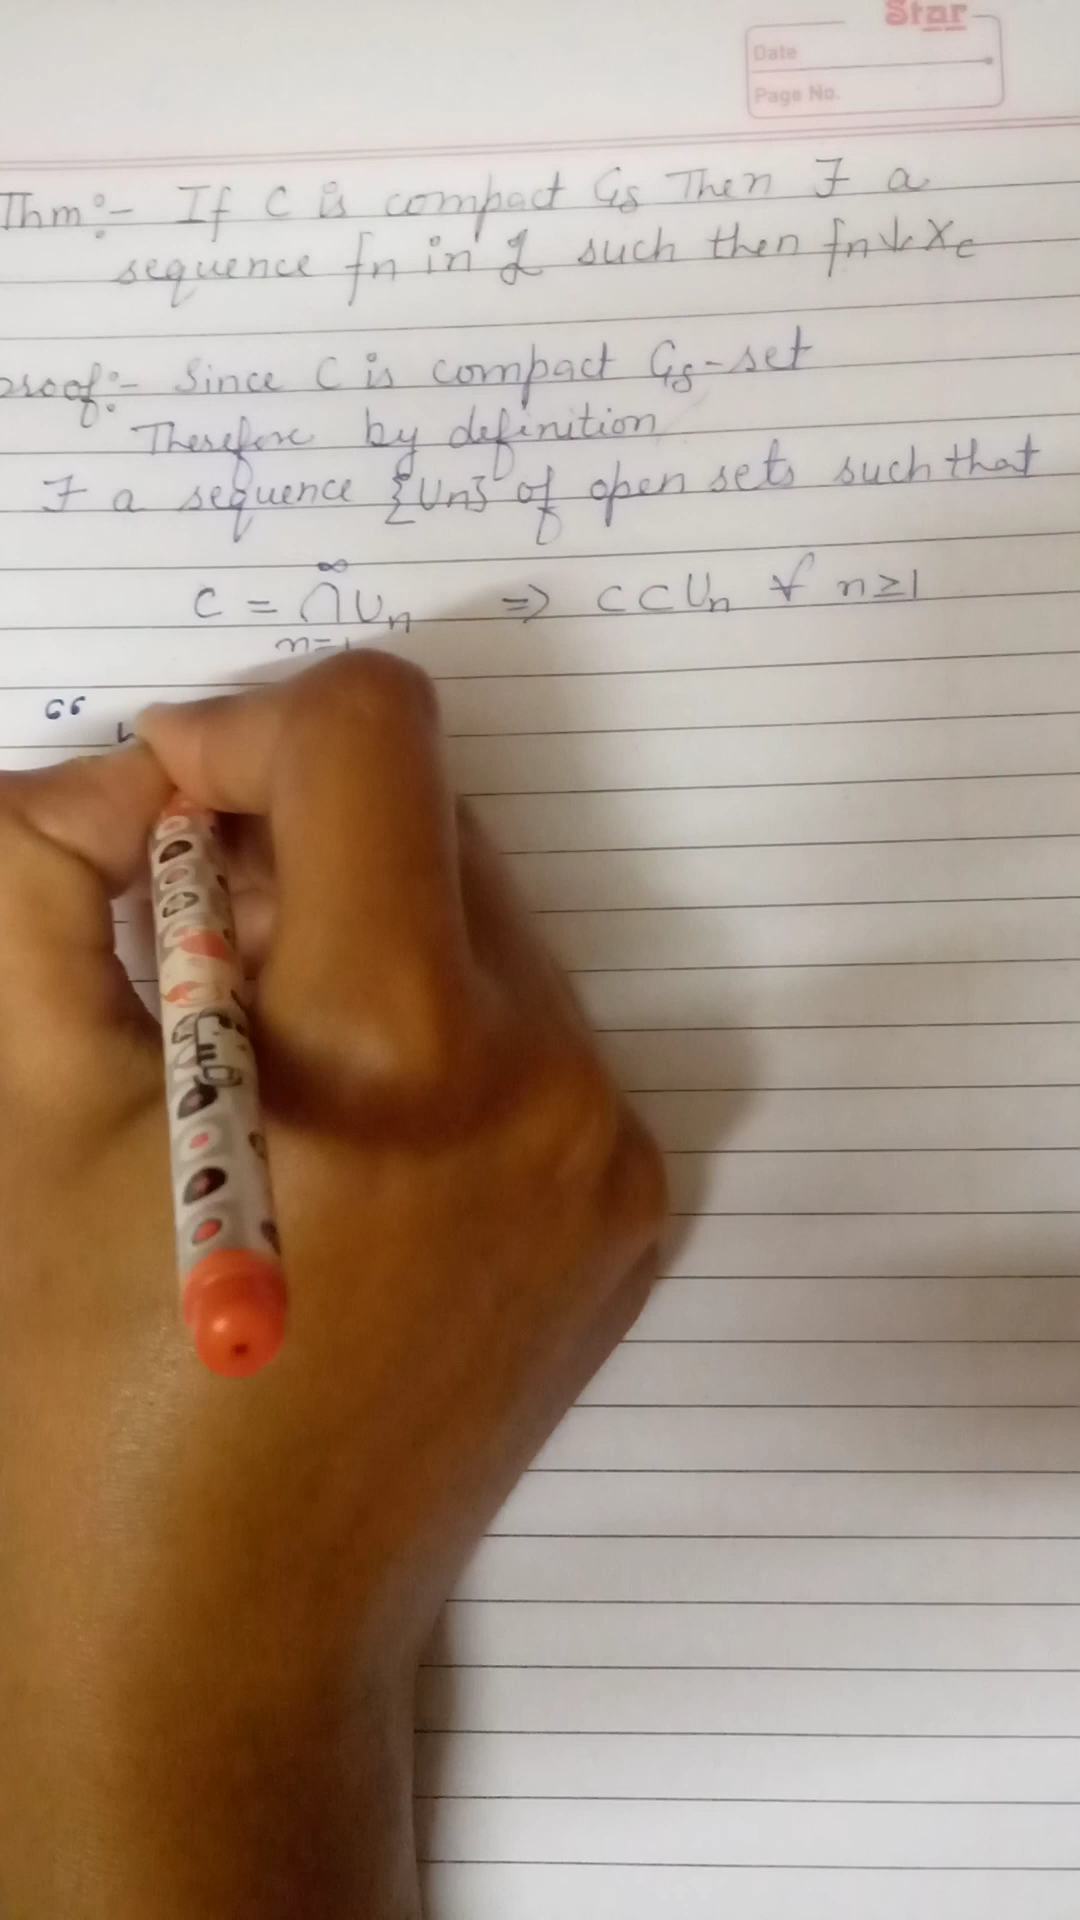 Star
Date
Page No.
Thm:- If C is compact Gδ Then ∃ a
sequence fn in L such then fn ↓ χc
proof:- Since C is compact Gδ-set
Therefore by definition
∃ a sequence {Un} of open sets such that
C = ∞ ∩ n=1 Un ⇒ C ⊂ Un ∀ n ≥ 1